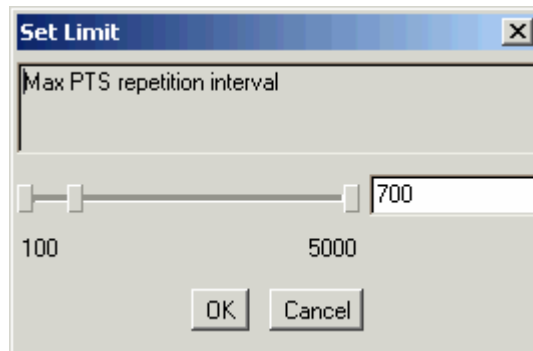 Set Limit
Max PTS repetition interval
700
100 5000
OK Cancel